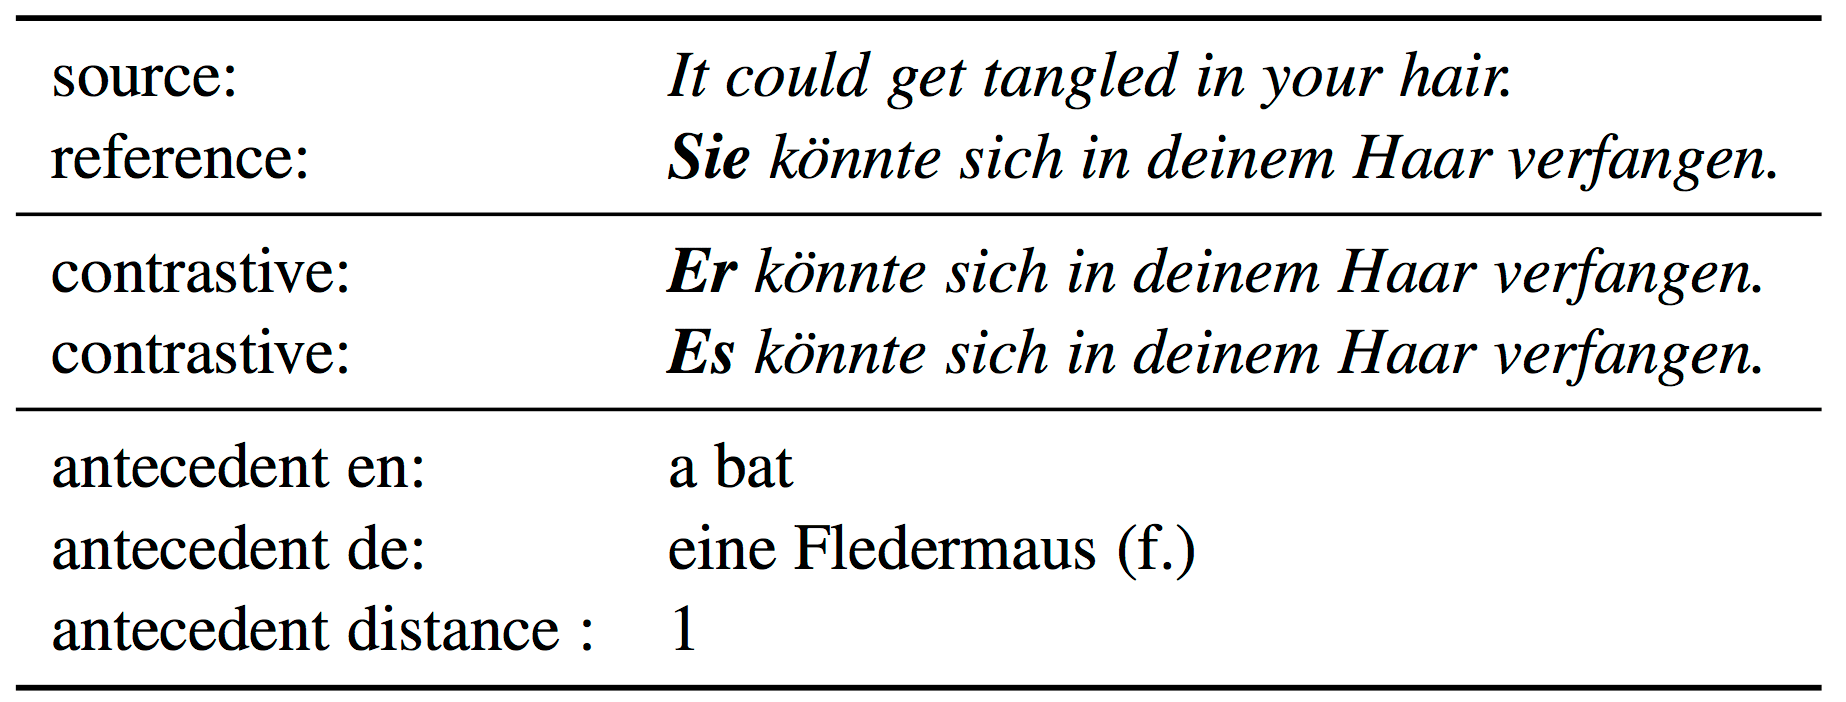 source: It could get tangled in your hair.
reference: Sie könnte sich in deinem Haar verfangen.
contrastive: Er könnte sich in deinem Haar verfangen.
contrastive: Es könnte sich in deinem Haar verfangen.
antecedent en: a bat
antecedent de: eine Fledermaus (f.)
antecedent distance : 1